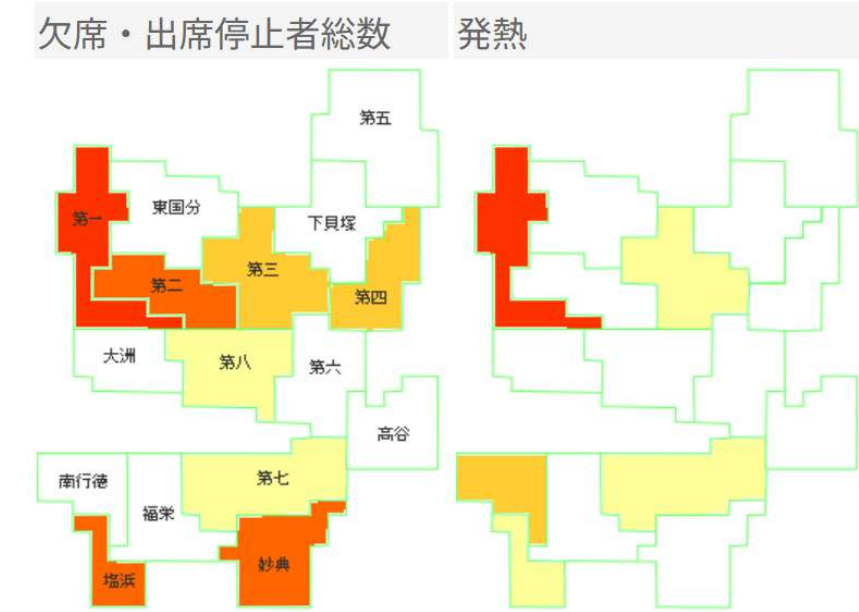 欠席・出席停止者総数
発熱
第五
第一
東国分
下貝塚
第三
第二
第四
大洲
第八
第六
高谷
南行徳
第七
福栄
妙典
塩浜